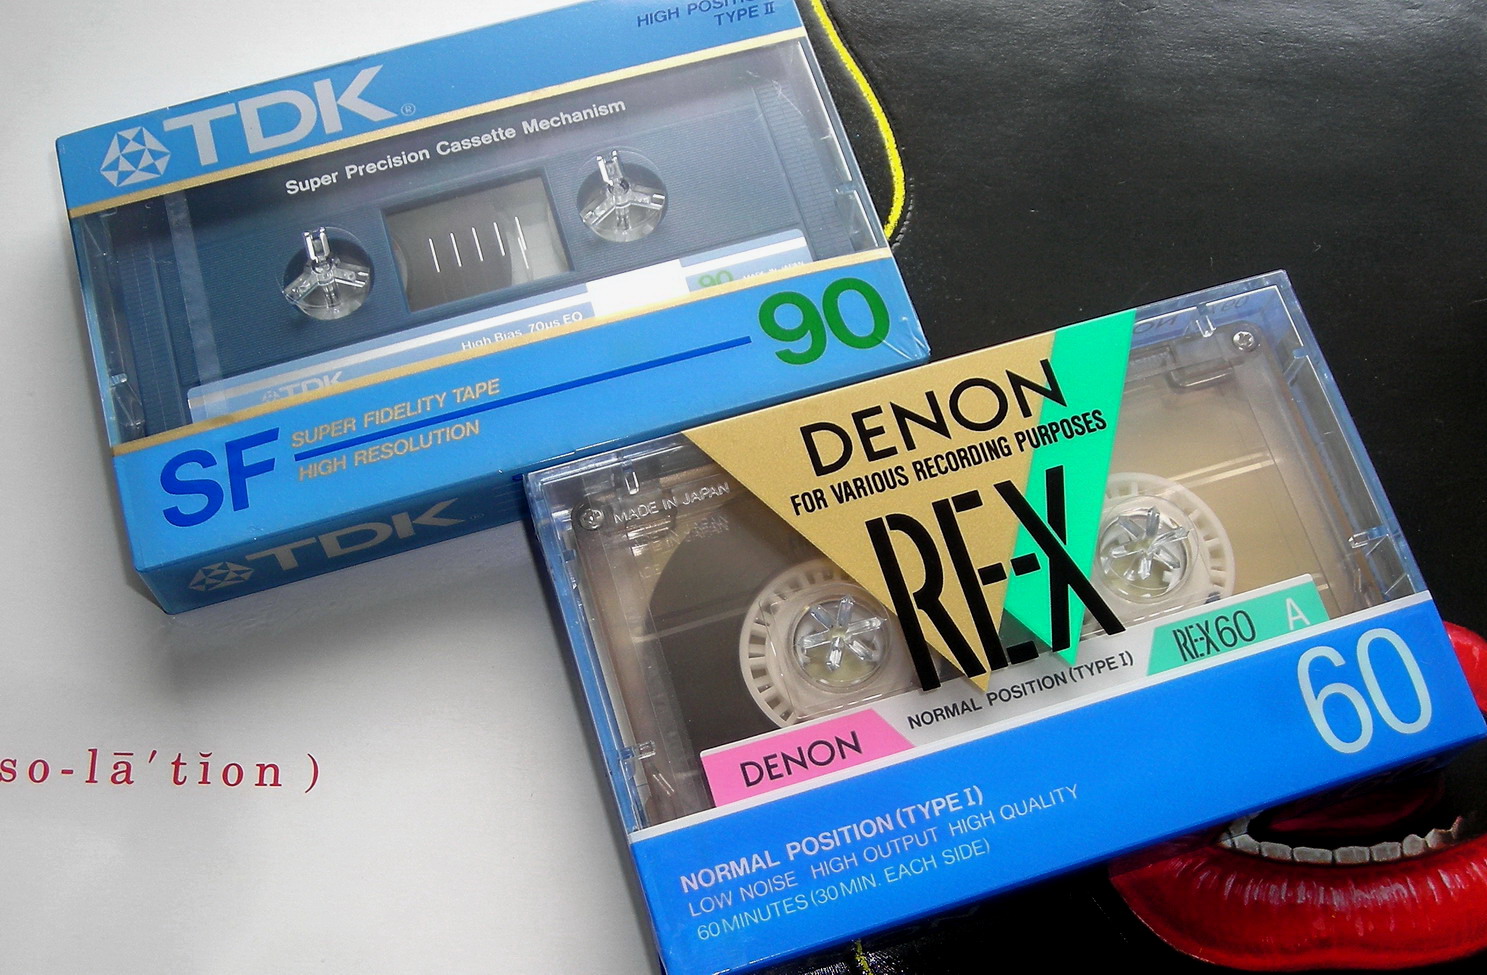 HIGH POSITION
TYPE II
TDK®
Super Precision Cassette Mechanism
90
High Bias 70µs EQ
TDK
90
SF
SUPER FIDELITY TAPE
HIGH RESOLUTION
TDK
DENON
FOR VARIOUS RECORDING PURPOSES
RE-X
MADE IN JAPAN
RE-X60 A
NORMAL POSITION (TYPE I)
DENON
60
NORMAL POSITION (TYPE I)
LOW NOISE HIGH OUTPUT HIGH QUALITY
60 MINUTES (30 MIN. EACH SIDE)
so-lā′tĭon )